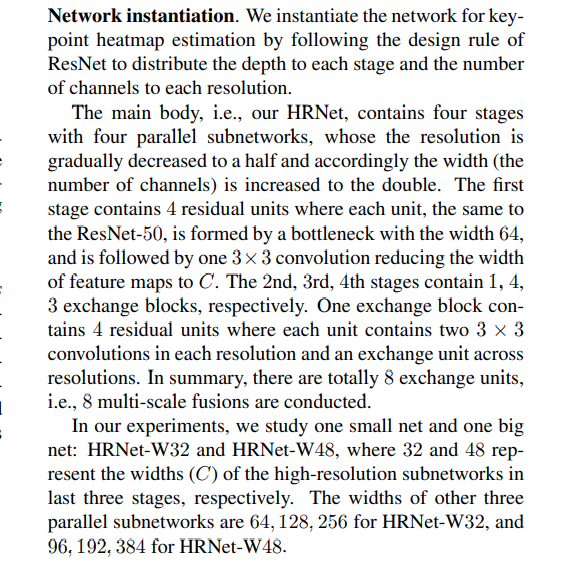 Network instantiation. We instantiate the network for key-
point heatmap estimation by following the design rule of
ResNet to distribute the depth to each stage and the number
of channels to each resolution.
The main body, i.e., our HRNet, contains four stages
with four parallel subnetworks, whose the resolution is
gradually decreased to a half and accordingly the width (the
number of channels) is increased to the double. The first
stage contains 4 residual units where each unit, the same to
the ResNet-50, is formed by a bottleneck with the width 64,
and is followed by one 3 × 3 convolution reducing the width
of feature maps to C. The 2nd, 3rd, 4th stages contain 1, 4,
3 exchange blocks, respectively. One exchange block con-
tains 4 residual units where each unit contains two 3 × 3
convolutions in each resolution and an exchange unit across
resolutions. In summary, there are totally 8 exchange units,
i.e., 8 multi-scale fusions are conducted.
In our experiments, we study one small net and one big
net: HRNet-W32 and HRNet-W48, where 32 and 48 rep-
resent the widths (C) of the high-resolution subnetworks in
last three stages, respectively. The widths of other three
parallel subnetworks are 64, 128, 256 for HRNet-W32, and
96, 192, 384 for HRNet-W48.